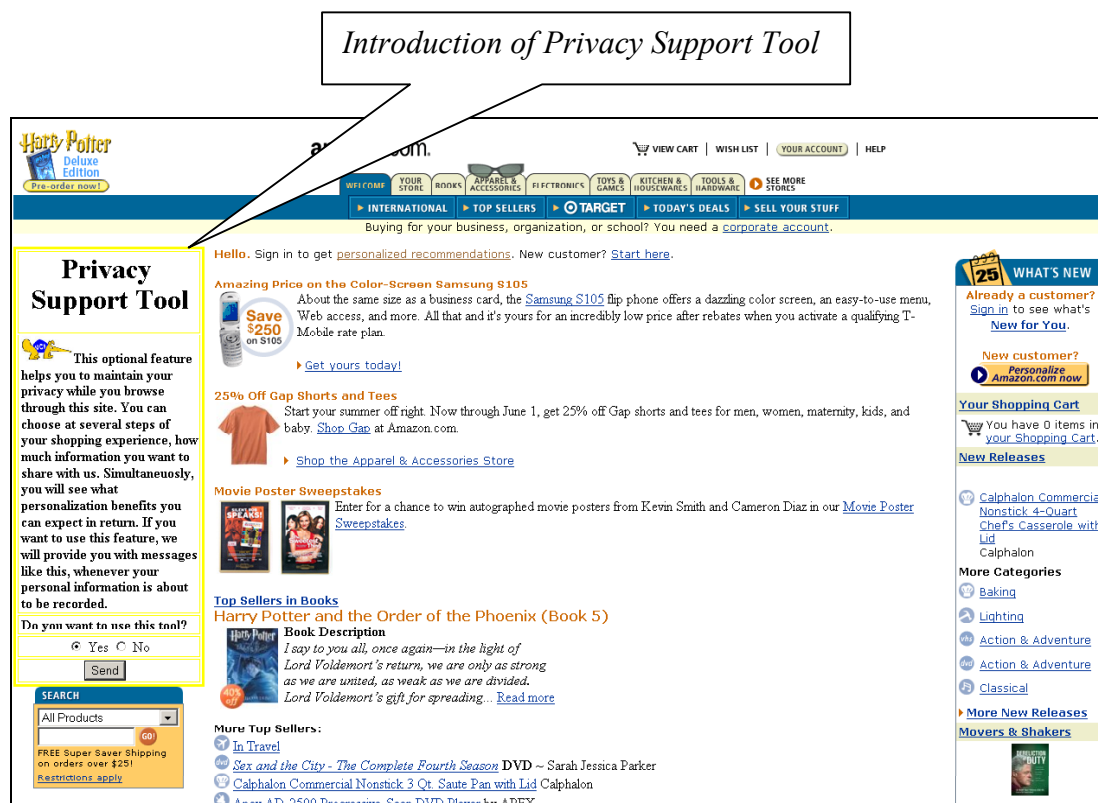 Introduction of Privacy Support Tool
Harry Potter
Deluxe
Edition
Pre-order now!
VIEW CART | WISH LIST | YOUR ACCOUNT | HELP
WELCOME
YOUR STORE
BOOKS
APPAREL & ACCESSORIES
ELECTRONICS
TOYS & GAMES
KITCHEN & HOUSEWARES
TOOLS & HARDWARE
SEE MORE STORES
INTERNATIONAL
TOP SELLERS
TARGET
TODAY'S DEALS
SELL YOUR STUFF
Buying for your business, organization, or school? You need a corporate account.
Privacy
Support Tool
This optional feature
helps you to maintain your
privacy while you browse
through this site. You can
choose at several steps of
your shopping experience, how
much information you want to
share with us. Simultaneuosly,
you will see what
personalization benefits you
can expect in return. If you
want to use this feature, we
will provide you with messages
like this, whenever your
personal information is about
to be recorded.
Do you want to use this tool?
Yes No
Send
SEARCH
All Products
GO!
FREE Super Saver Shipping
on orders over $25!
Restrictions apply
Hello. Sign in to get personalized recommendations. New customer? Start here.
Amazing Price on the Color-Screen Samsung S105
Save
$250
on S105
About the same size as a business card, the Samsung S105 flip phone offers a dazzling color screen, an easy-to-use menu,
Web access, and more. All that and it's yours for an incredibly low price after rebates when you activate a qualifying T-
Mobile rate plan.
Get yours today!
25% Off Gap Shorts and Tees
Start your summer off right. Now through June 1, get 25% off Gap shorts and tees for men, women, maternity, kids, and
baby. Shop Gap at Amazon.com.
Shop the Apparel & Accessories Store
Movie Poster Sweepstakes
Enter for a chance to win autographed movie posters from Kevin Smith and Cameron Diaz in our Movie Poster
Sweepstakes.
Top Sellers in Books
Harry Potter and the Order of the Phoenix (Book 5)
Harry Potter
40%
off
Book Description
I say to you all, once again—in the light of
Lord Voldemort's return, we are only as strong
as we are united, as weak as we are divided.
Lord Voldemort's gift for spreading... Read more
More Top Sellers:
In Travel
Sex and the City - The Complete Fourth Season DVD ~ Sarah Jessica Parker
Calphalon Commercial Nonstick 3 Qt. Saute Pan with Lid Calphalon
25
WHAT'S NEW
Already a customer?
Sign in to see what's
New for You.
New customer?
Personalize
Amazon.com now
Your Shopping Cart
You have 0 items in
your Shopping Cart.
New Releases
Calphalon Commercia
Nonstick 4-Quart
Chef's Casserole with
Lid
Calphalon
More Categories
Baking
Lighting
Action & Adventure
Action & Adventure
Classical
More New Releases
Movers & Shakers